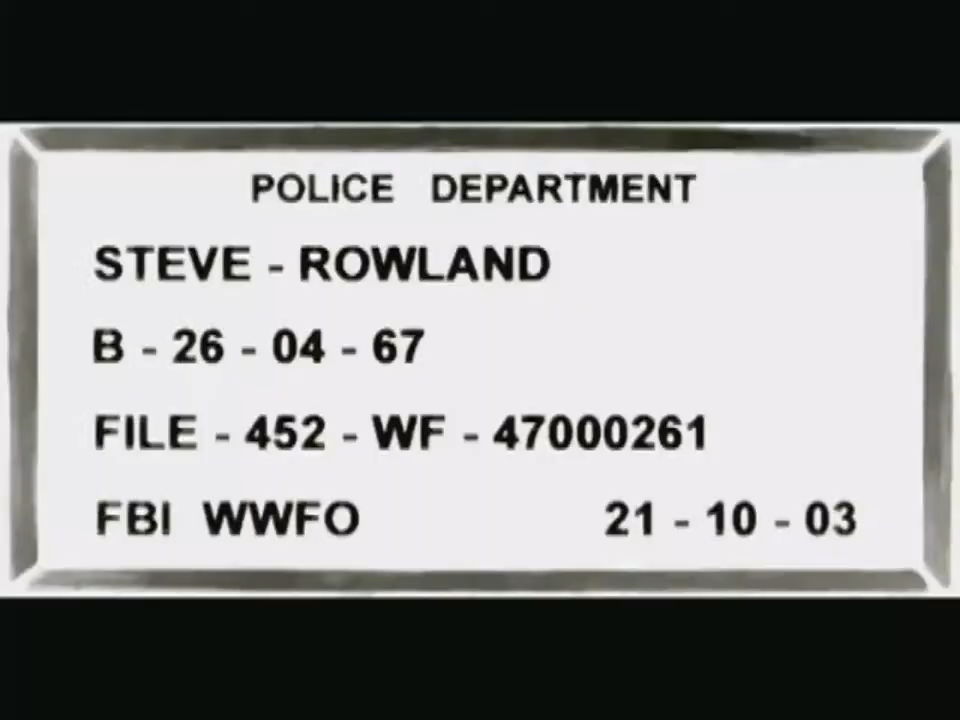 POLICE DEPARTMENT
STEVE - ROWLAND
B - 26 - 04 - 67
FILE - 452 - WF - 47000261
FBI WWFO 21 - 10 - 03